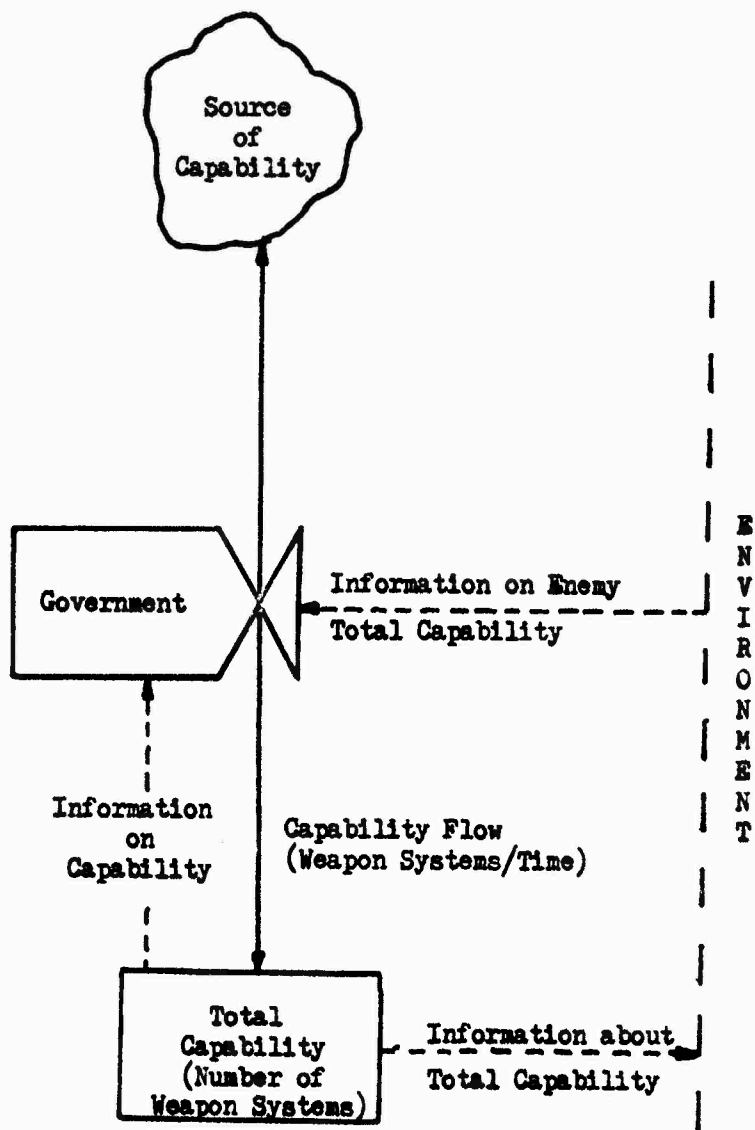 Source
of
Capability
Government
Information on Enemy
Total Capability
ENVIRONMENT
Information
on
Capability
Capability Flow
(Weapon Systems/Time)
Total
Capability
(Number of
Weapon Systems)
Information about
Total Capability